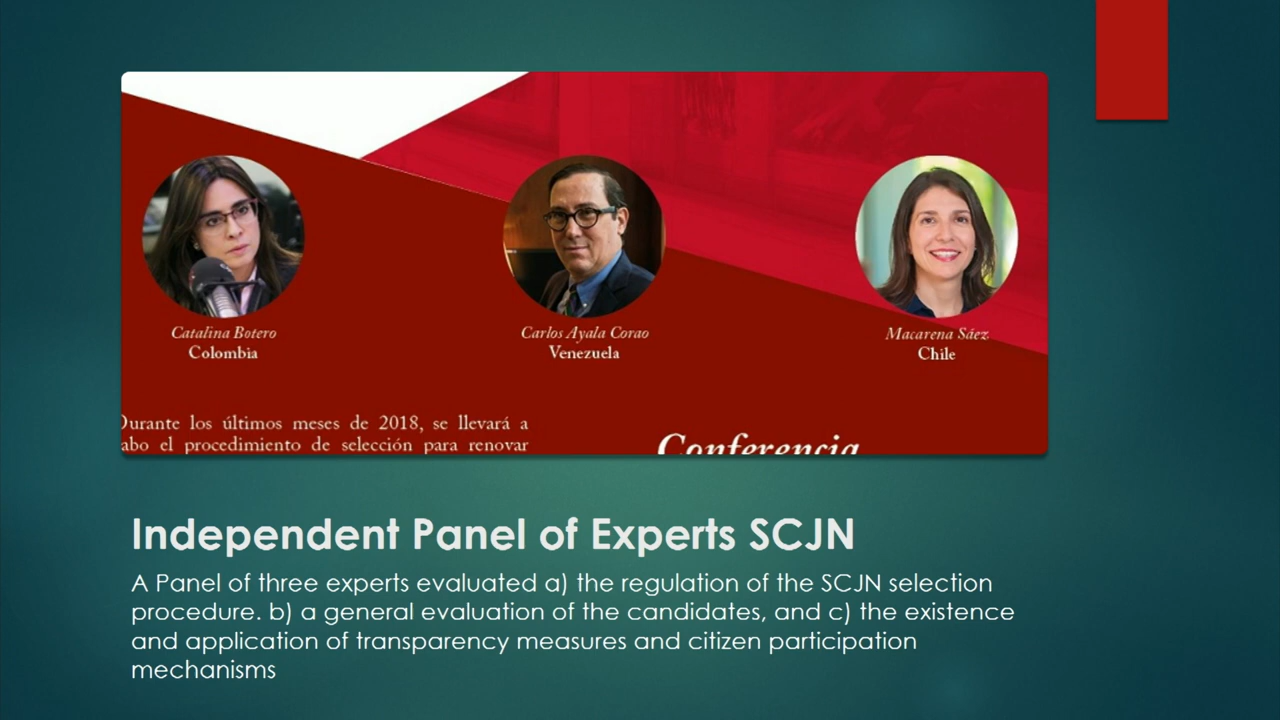 Catalina Botero
Colombia
Carlos Ayala Corao
Venezuela
Macarena Sáez
Chile
Durante los últimos meses de 2018, se llevará a
abo el procedimiento de selección para renovar
Conferencia
Independent Panel of Experts SCJN
A Panel of three experts evaluated a) the regulation of the SCJN selection
procedure. b) a general evaluation of the candidates, and c) the existence
and application of transparency measures and citizen participation
mechanisms